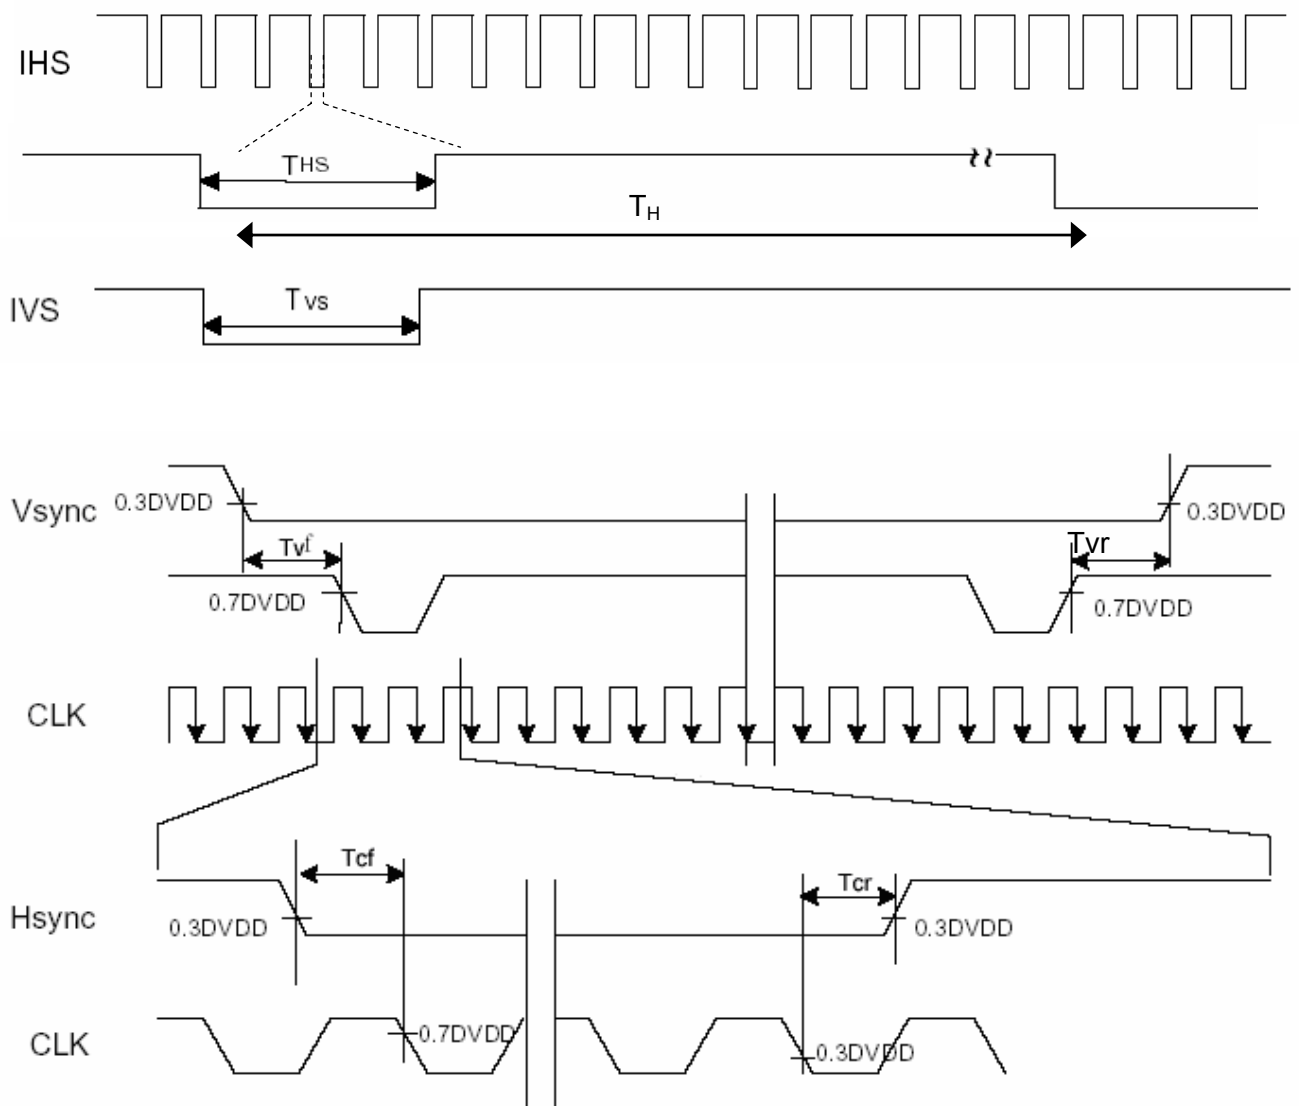 IHS
THS
TH
IVS
TVS
Vsync
0.3DVDD
0.3DVDD
Tvf
Tvr
0.7DVDD
0.7DVDD
CLK
Tcf
Tcr
Hsync
0.3DVDD
0.3DVDD
CLK
0.7DVDD
0.3DVDD